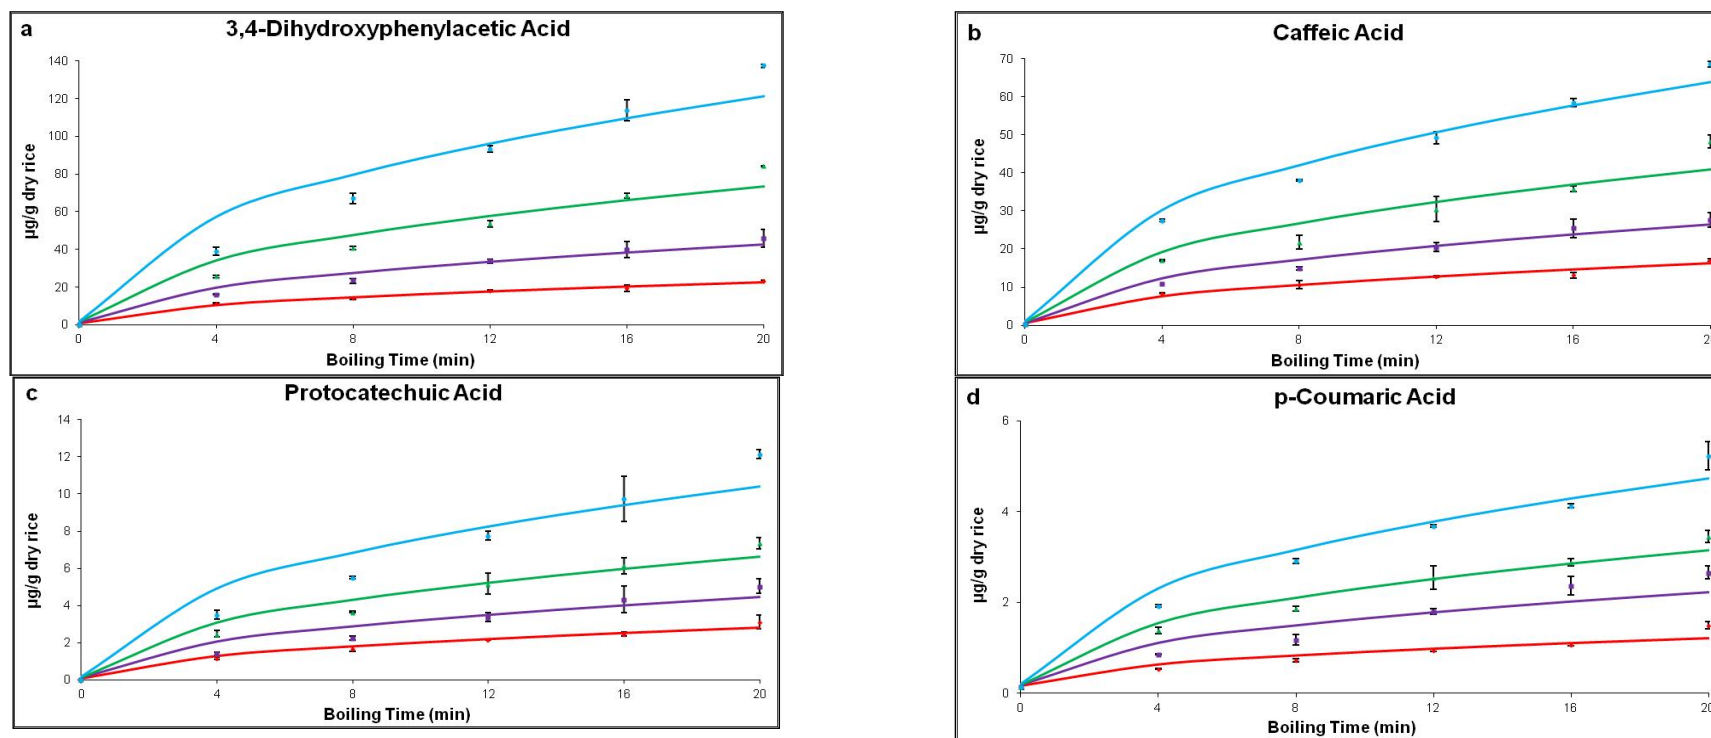 a
3,4-Dihydroxyphenylacetic Acid
µg/g dry rice
140
120
100
80
60
40
20
0
0 4 8 12 16 20
Boiling Time (min)
b
Caffeic Acid
µg/g dry rice
70
60
50
40
30
20
10
0
0 4 8 12 16 20
Boiling Time (min)
c
Protocatechuic Acid
µg/g dry rice
14
12
10
8
6
4
2
0
0 4 8 12 16 20
Boiling Time (min)
d
p-Coumaric Acid
µg/g dry rice
6
4
2
0
0 4 8 12 16 20
Boiling Time (min)